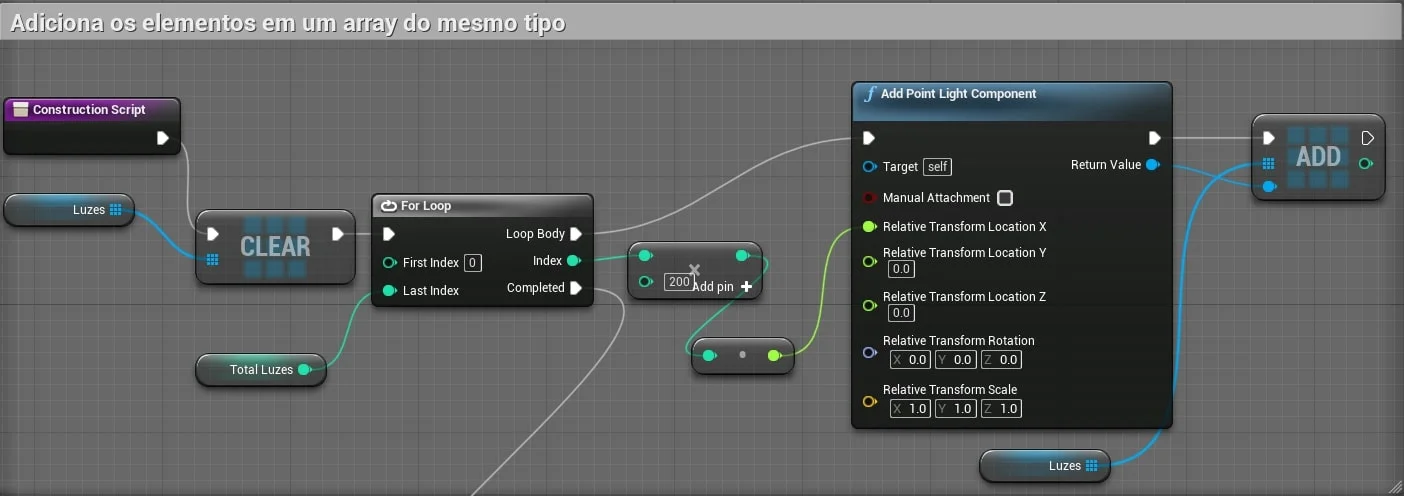 Adiciona os elementos em um array do mesmo tipo
Construction Script
Luzes
CLEAR
For Loop
Loop Body
First Index 0
Index
Last Index
Completed
Total Luzes
×
200
Add pin +
f Add Point Light Component
Target self
Return Value
Manual Attachment
Relative Transform Location X
Relative Transform Location Y
0.0
Relative Transform Location Z
0.0
Relative Transform Rotation
X 0.0 Y 0.0 Z 0.0
Relative Transform Scale
X 1.0 Y 1.0 Z 1.0
ADD
Luzes